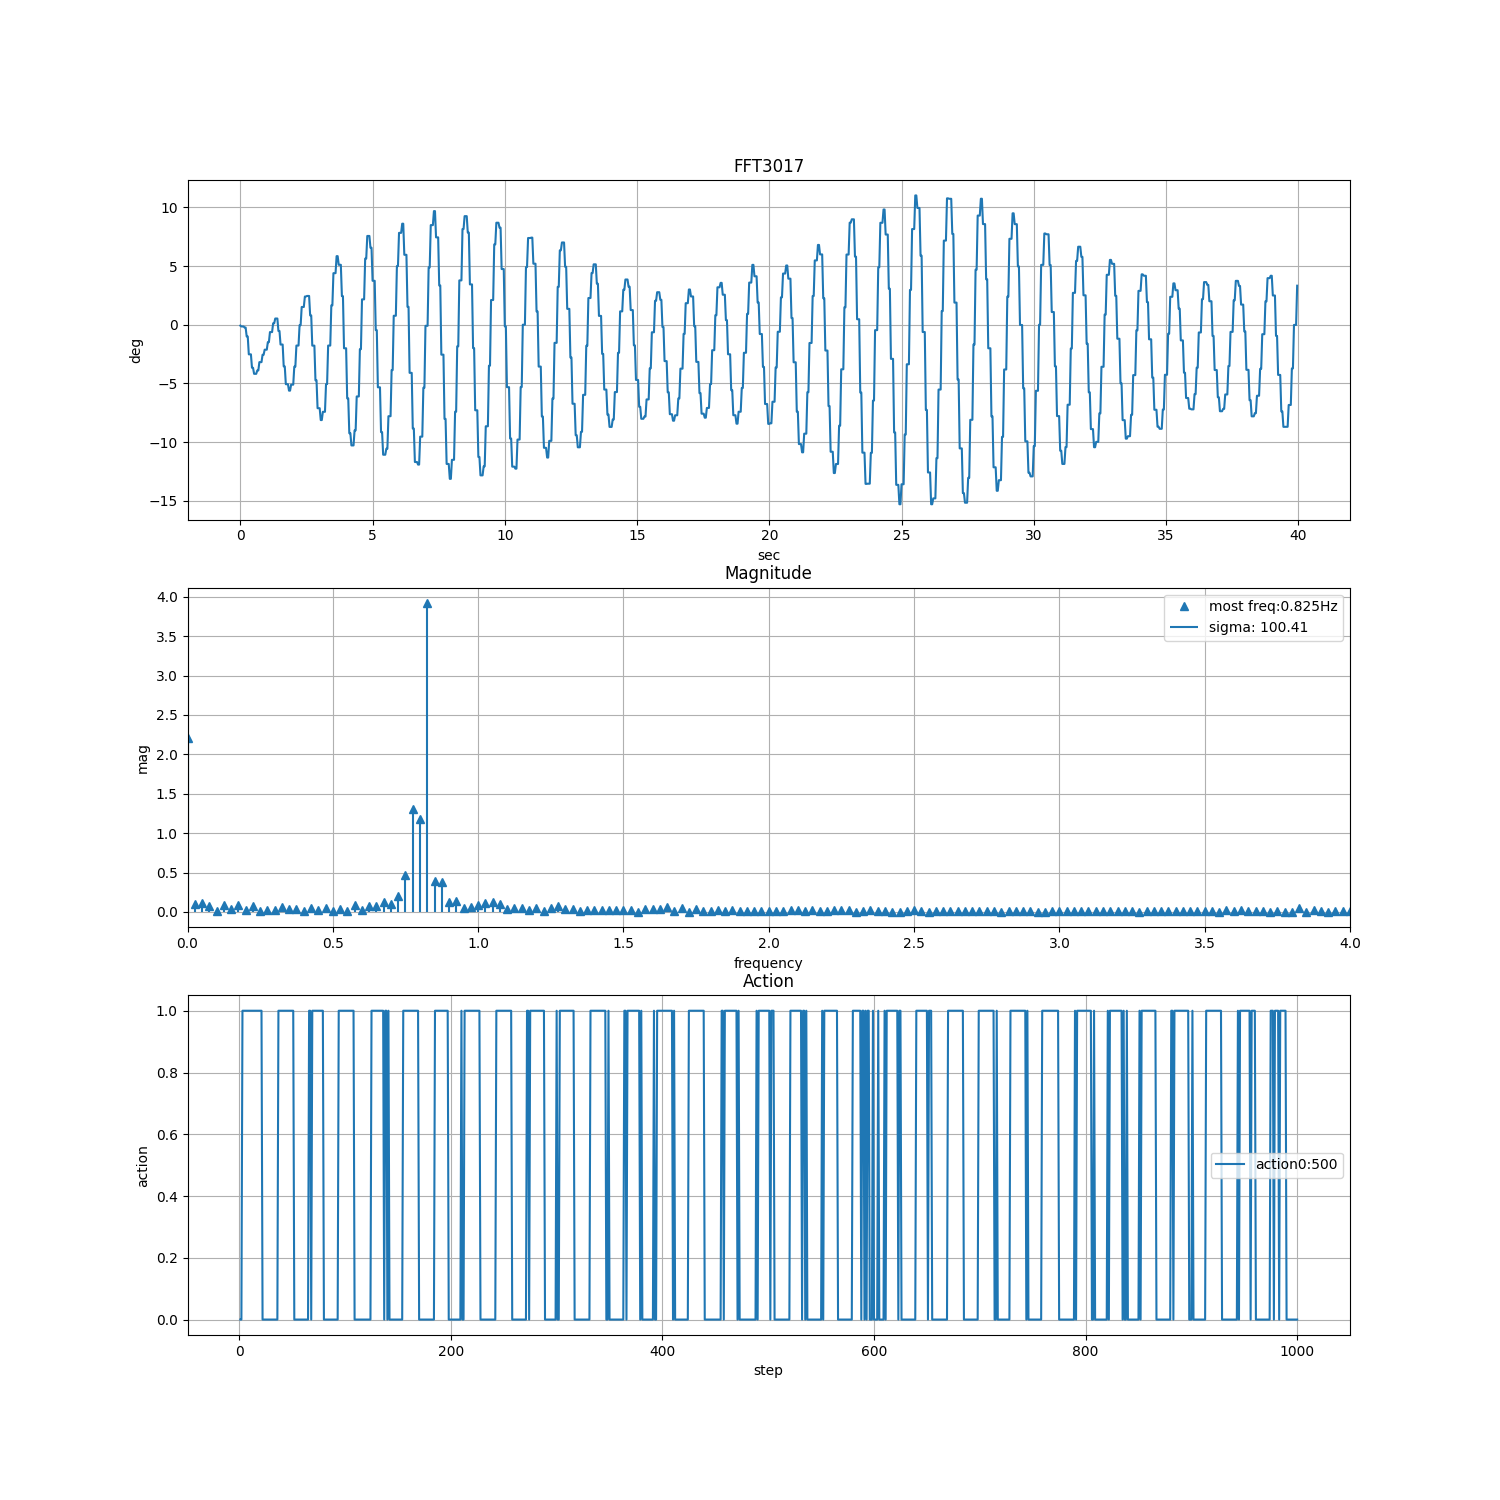 FFT3017
10
5
0
−5
−10
−15
deg
0 5 10 15 20 25 30 35 40
sec
Magnitude
4.0
3.5
3.0
2.5
2.0
1.5
1.0
0.5
0.0
mag
most freq:0.825Hz
sigma: 100.41
0.0 0.5 1.0 1.5 2.0 2.5 3.0 3.5 4.0
frequency
Action
1.0
0.8
0.6
0.4
0.2
0.0
action
action0:500
0 200 400 600 800 1000
step